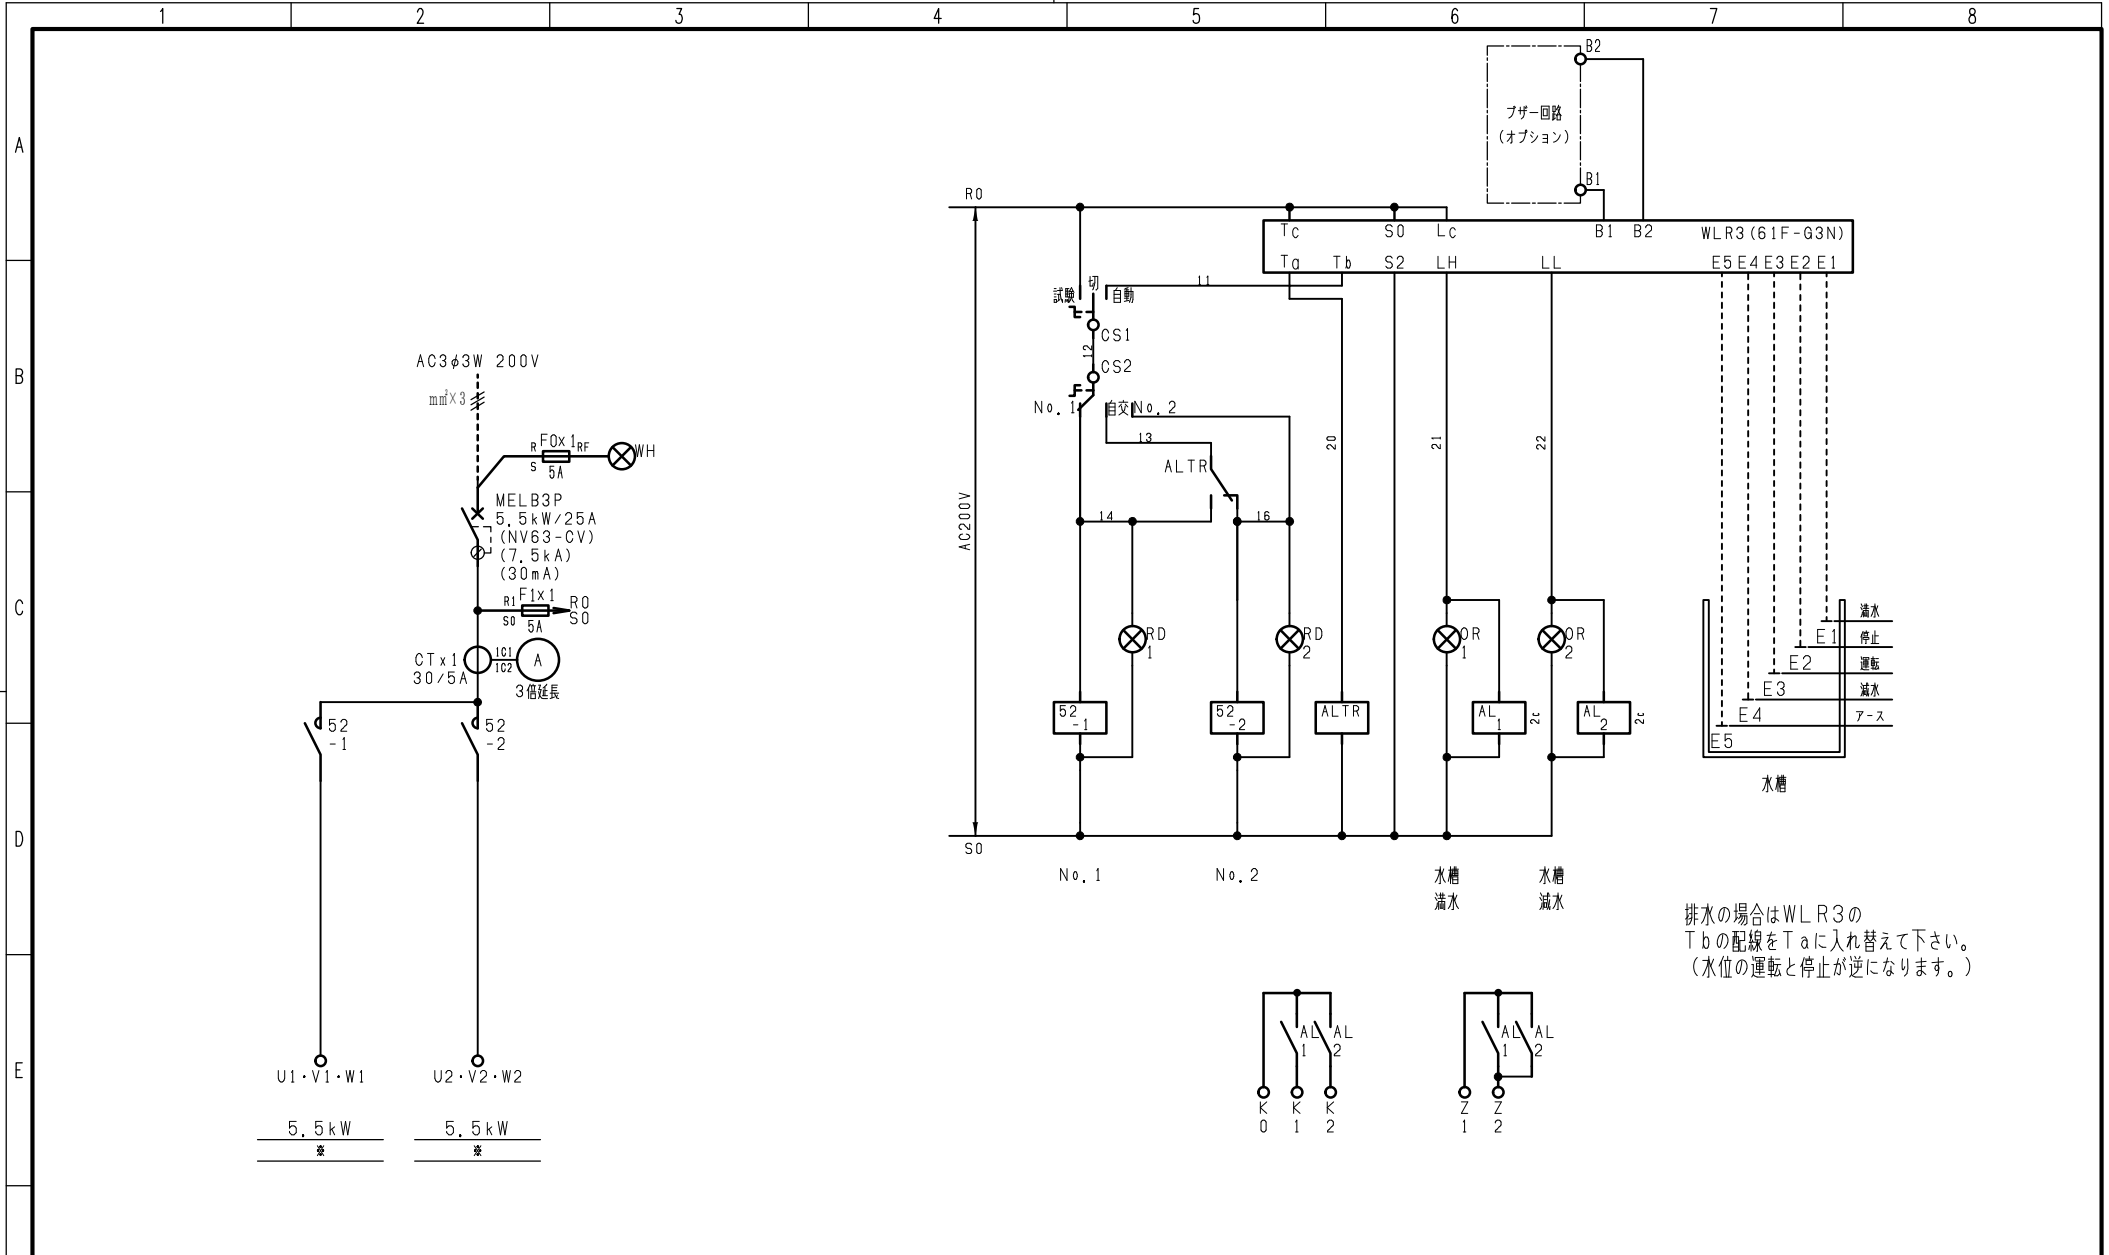 1 2 3 4 5 6 7 8
A
B
C
D
E
B2
ブザー回路
(オプション)
B1
R0
Tc S0 Lc B1 B2 WLR3(61F-G3N)
Ta Tb S2 LH LL E5 E4 E3 E2 E1
11
試験 切 自動
CS1
12
CS2
No.1 自交 No.2
13
ALTR
14
16
20
21
22
AC200V
RD
1
RD
2
OR
1
OR
2
52
-1
52
-2
ALTR
AL
1
2c
AL
2
2c
S0
No.1
No.2
水槽
満水
水槽
減水
満水
E1 停止
E2 運転
E3 減水
E4 アース
E5
水槽
AC3φ3W 200V
mm²×3
R F0x1 RF
S 5A
WH
MELB3P
5.5kW/25A
(NV63-CV)
(7.5kA)
(30mA)
R1 F1x1 R0
S0 5A S0
CTx1
30/5A
1C1
1C2
A
3倍延長
52
-1
52
-2
U1・V1・W1
U2・V2・W2
5.5kW
※
5.5kW
※
排水の場合はWLR3の
Tbの配線をTaに入れ替えて下さい。
(水位の運転と停止が逆になります。)
AL
1
AL
2
K
0
K
1
K
2
AL
1
AL
2
Z
1
Z
2